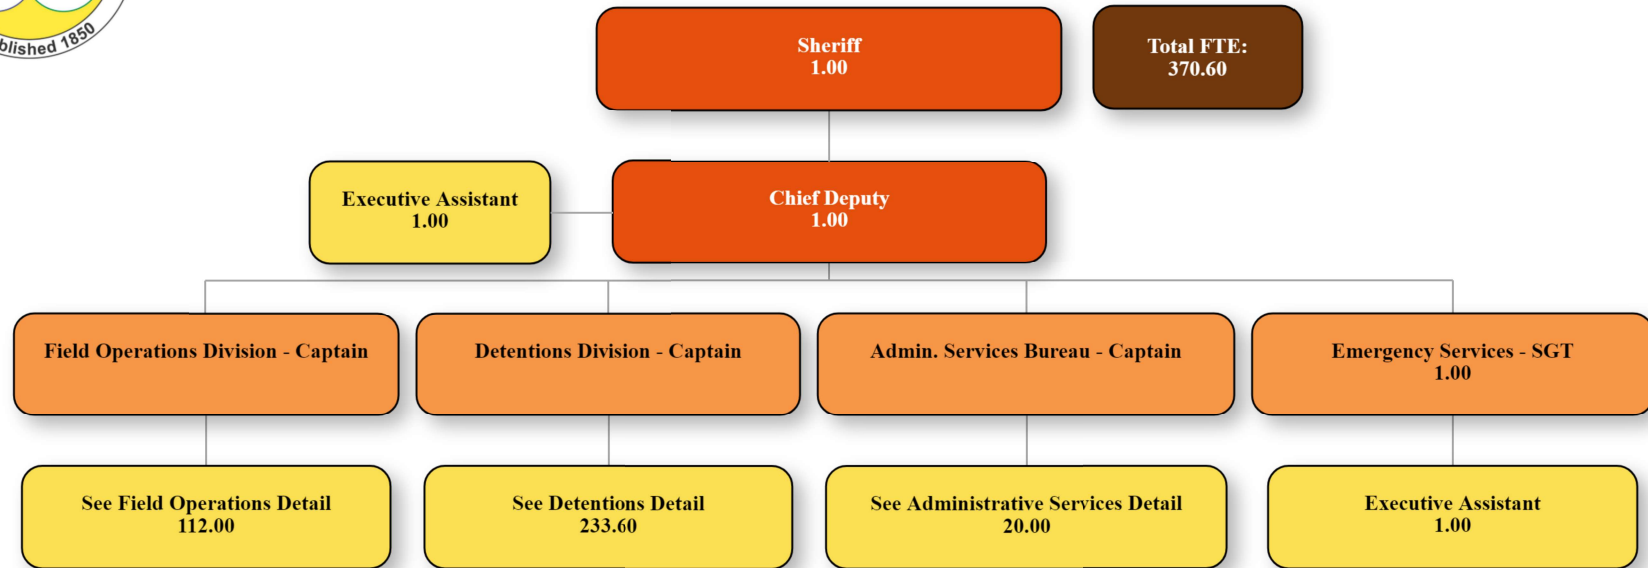 blished 1850
Sheriff
1.00
Total FTE:
370.60
Executive Assistant
1.00
Chief Deputy
1.00
Field Operations Division - Captain
Detentions Division - Captain
Admin. Services Bureau - Captain
Emergency Services - SGT
1.00
See Field Operations Detail
112.00
See Detentions Detail
233.60
See Administrative Services Detail
20.00
Executive Assistant
1.00